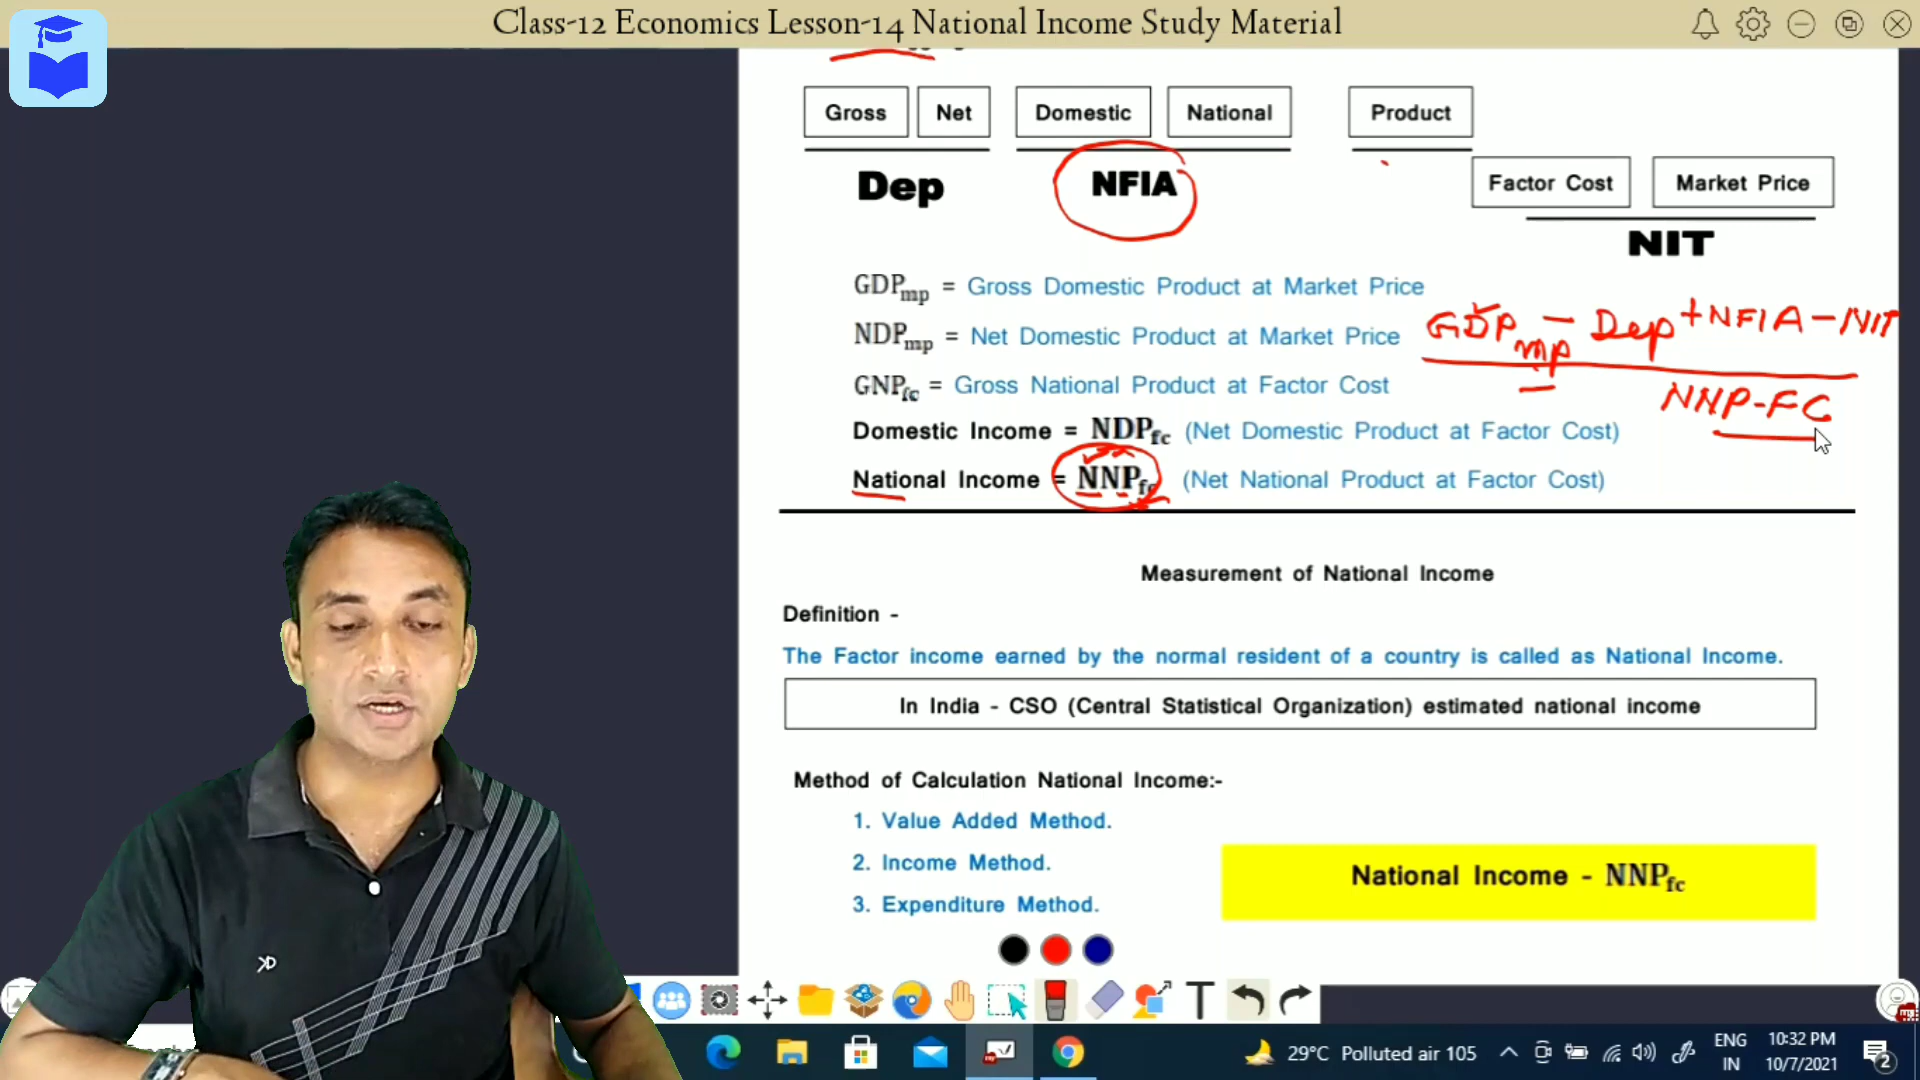 Class-12 Economics Lesson-14 National Income Study Material
Gross Net Domestic National Product
Dep NFIA Factor Cost Market Price
NIT
GDPmp = Gross Domestic Product at Market Price
NDPmp = Net Domestic Product at Market Price
GDPmp - Dep + NFIA - NIT
GNPfc = Gross National Product at Factor Cost
NNP-FC
Domestic Income = NDPfc (Net Domestic Product at Factor Cost)
National Income = NNPfc (Net National Product at Factor Cost)
Measurement of National Income
Definition -
The Factor income earned by the normal resident of a country is called as National Income.
In India - CSO (Central Statistical Organization) estimated national income
Method of Calculation National Income:-
1. Value Added Method.
2. Income Method.
3. Expenditure Method.
National Income - NNPfc
T
29°C Polluted air 105
ENG
IN
10:32 PM
10/7/2021
2